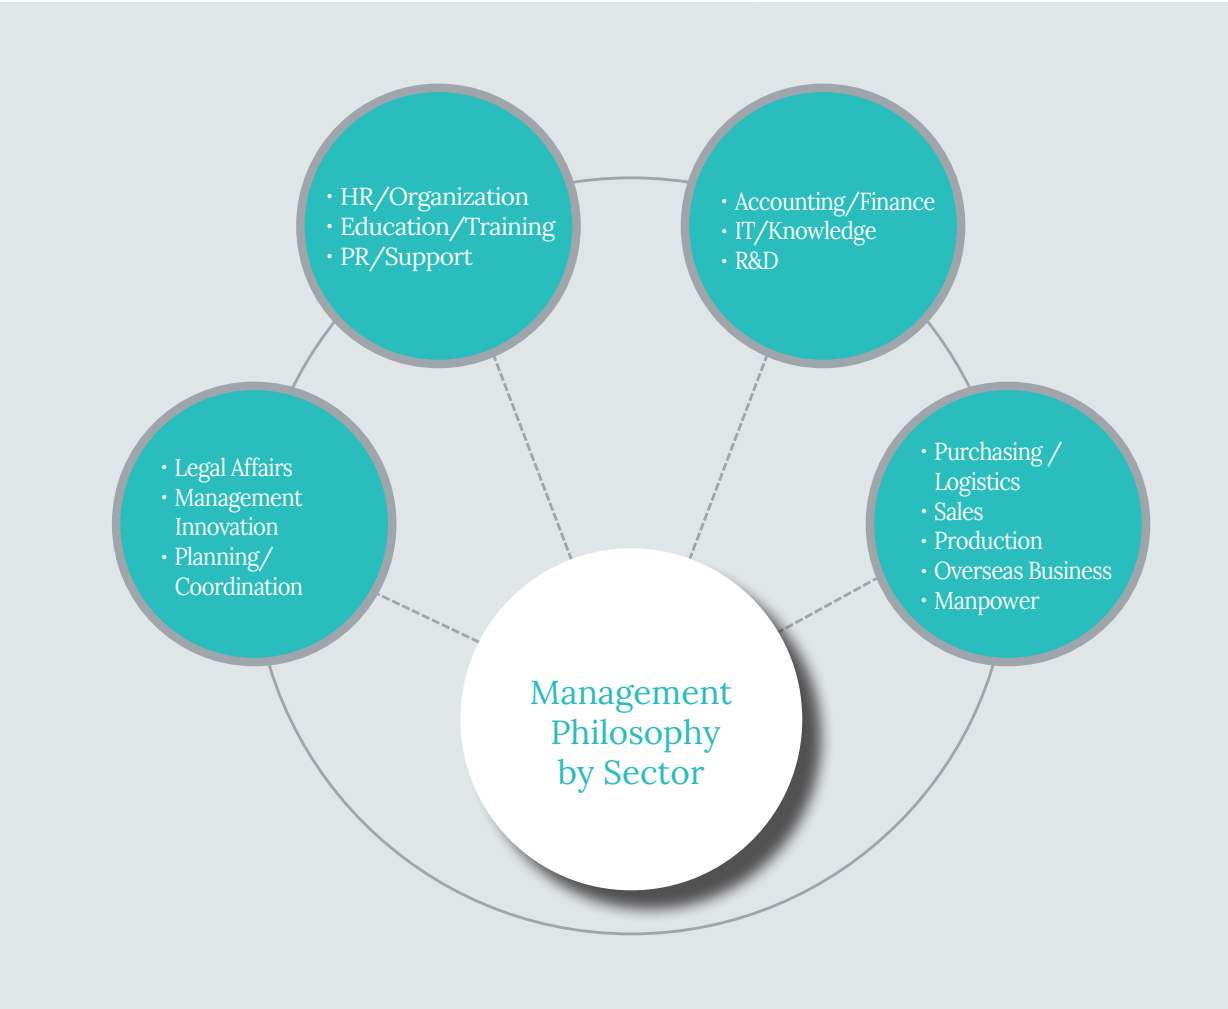 · HR/Organization
· Education/Training
· PR/Support
· Accounting/Finance
· IT/Knowledge
· R&D
· Legal Affairs
· Management
Innovation
· Planning/
Coordination
· Purchasing /
Logistics
· Sales
· Production
· Overseas Business
· Manpower
Management
Philosophy
by Sector